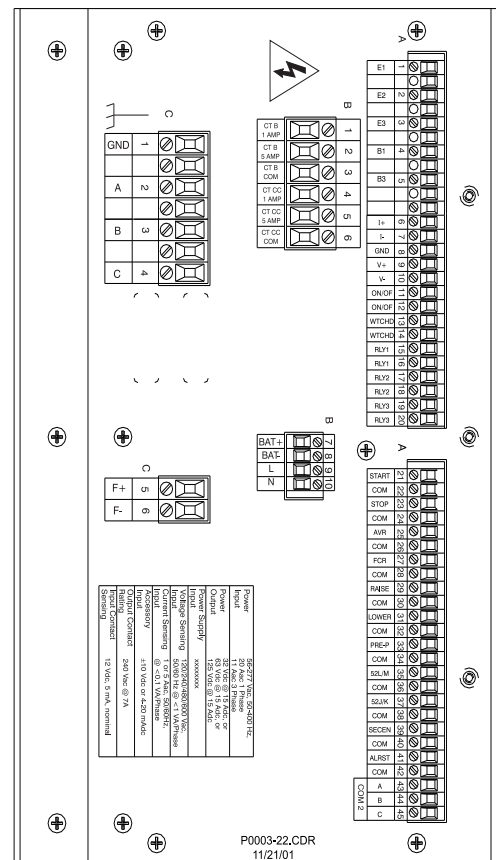 A
E1 1
E2 2
E3 3
B1 4
B3 5
I+ 6
I- 7
GND 8
V+ 9
V- 10
ON/OF 11
ON/OF 12
WTCHD 13
WTCHD 14
RLY1 15
RLY1 16
RLY2 17
RLY2 18
RLY3 19
RLY3 20
B
CT B 1 AMP 1
CT B 5 AMP 2
CT B COM 3
CT CC 1 AMP 4
CT CC 5 AMP 5
CT CC COM 6
C
GND 1
A 2
B 3
C 4
B
BAT+ 7
BAT- 8
L 9
N 10
C
F+ 5
F- 6
A
START 21
COM 22
STOP 23
COM 24
AVR 25
COM 26
FCR 27
COM 28
RAISE 29
COM 30
LOWER 31
COM 32
PRE-P 33
COM 34
52L/M 35
COM 36
52J/K 37
COM 38
SECEN 39
COM 40
ALRST 41
COM 42
A 43
B 44
C 45
COM 2
Power 56-277 Vac, 50-400 Hz,
Input 20 Aac 1 Phase
11 Aac 3 Phase
Power 32 Vdc @ 15 Adc, or
Output 63 Vdc @ 15 Adc, or
125 Vdc @ 15 Adc
Power Supply
Input xxxxxxxx
Voltage Sensing 120/240/480/600 Vac,
Input 50/60 Hz @ <1 VA/Phase
Current Sensing 1 or 5 Aac, 50/60Hz,
Input @ <0.1 VA/Phase
Accessory
Input ±10 Vdc or 4-20 mAdc
Output Contact
Rating 240 Vac @ 7A
Input Contact
Sensing 12 Vdc, 5 mA, nominal
P0003-22.CDR
11/21/01